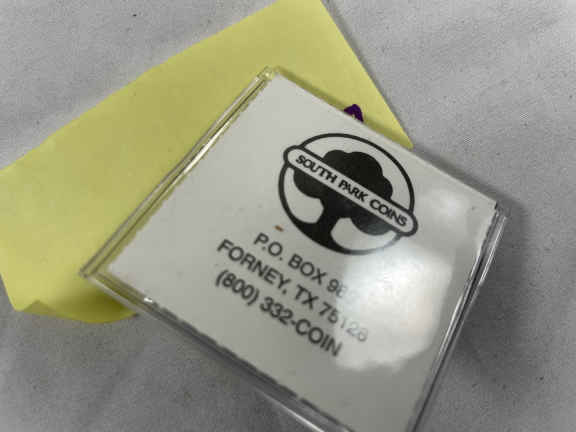 SOUTH PARK COINS
P.O. BOX
FORNEY, TX 75126
(800) 332-COIN